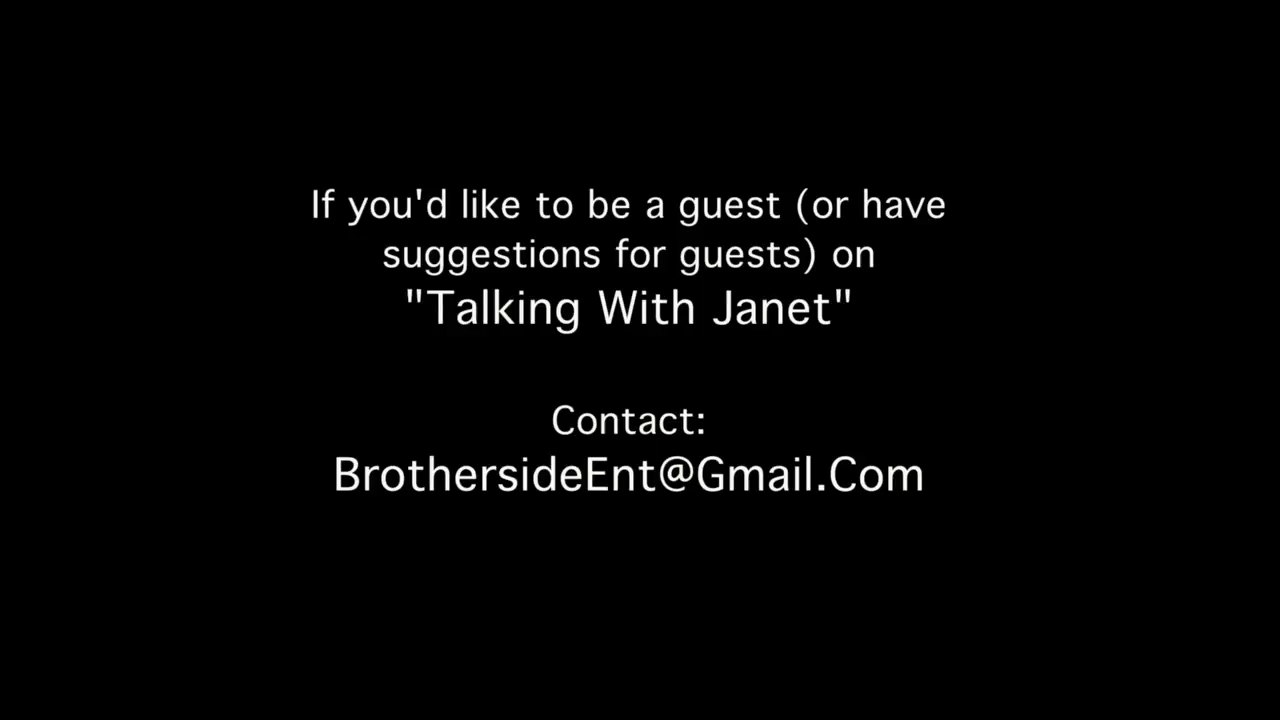 If you'd like to be a guest (or have
suggestions for guests) on
"Talking With Janet"
Contact:
BrothersideEnt@Gmail.Com